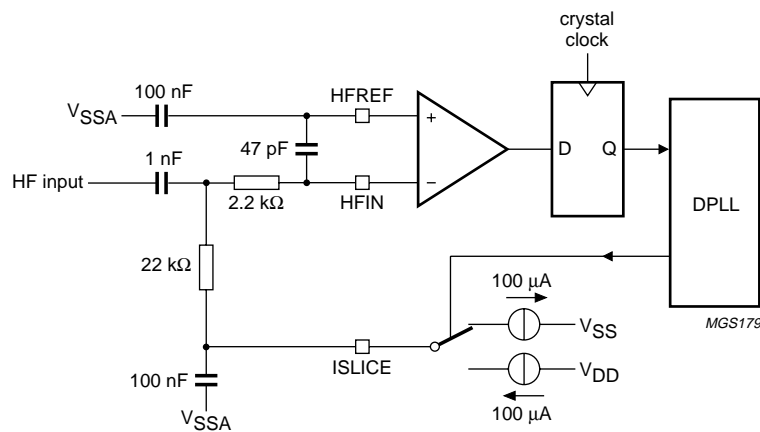 crystal
clock
100 nF
V_SSA
HFREF
+
1 nF
47 pF
D
Q
HF input
−
DPLL
2.2 kΩ
HFIN
22 kΩ
100 µA
MGS179
V_SS
100 nF
ISLICE
V_DD
V_SSA
100 µA